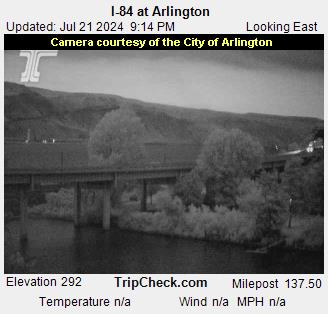 I-84 at Arlington
Updated: Jul 21 2024 9:14 PM Looking East
Camera courtesy of the City of Arlington
Elevation 292 TripCheck.com Milepost 137.50
Temperature n/a Wind n/a MPH n/a